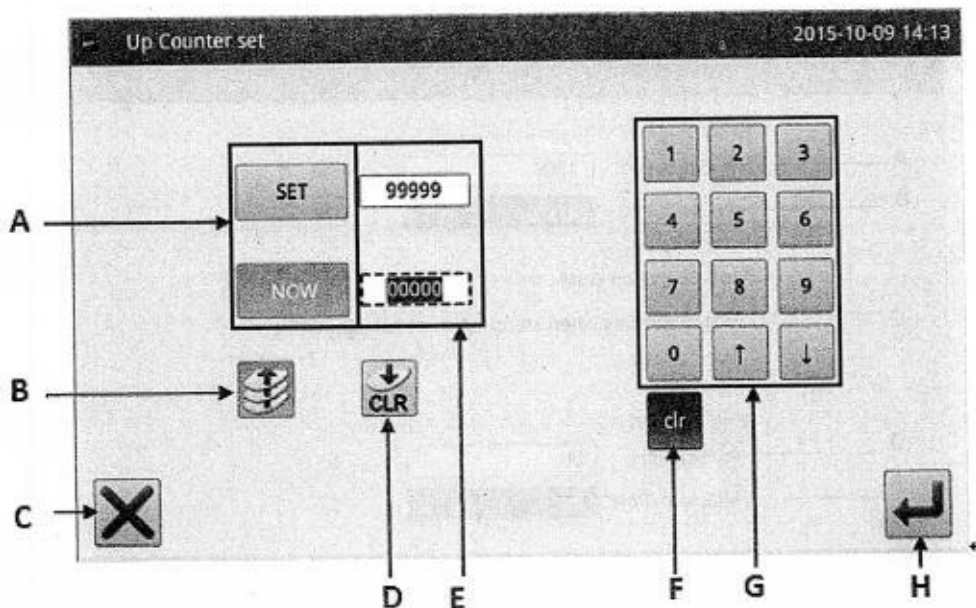 Up Counter set 2015-10-09 14:13
1 2 3
SET 99999
4 5 6
A
7 8 9
NOW 00000
0 ↑ ↓
B
CLR
clr
C
D E F G H